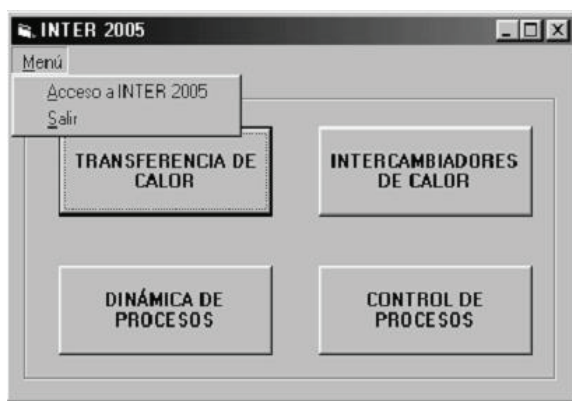 INTER 2005
Menú
Acceso a INTER 2005
Salir
TRANSFERENCIA DE
CALOR
INTERCAMBIADORES
DE CALOR
DINÁMICA DE
PROCESOS
CONTROL DE
PROCESOS